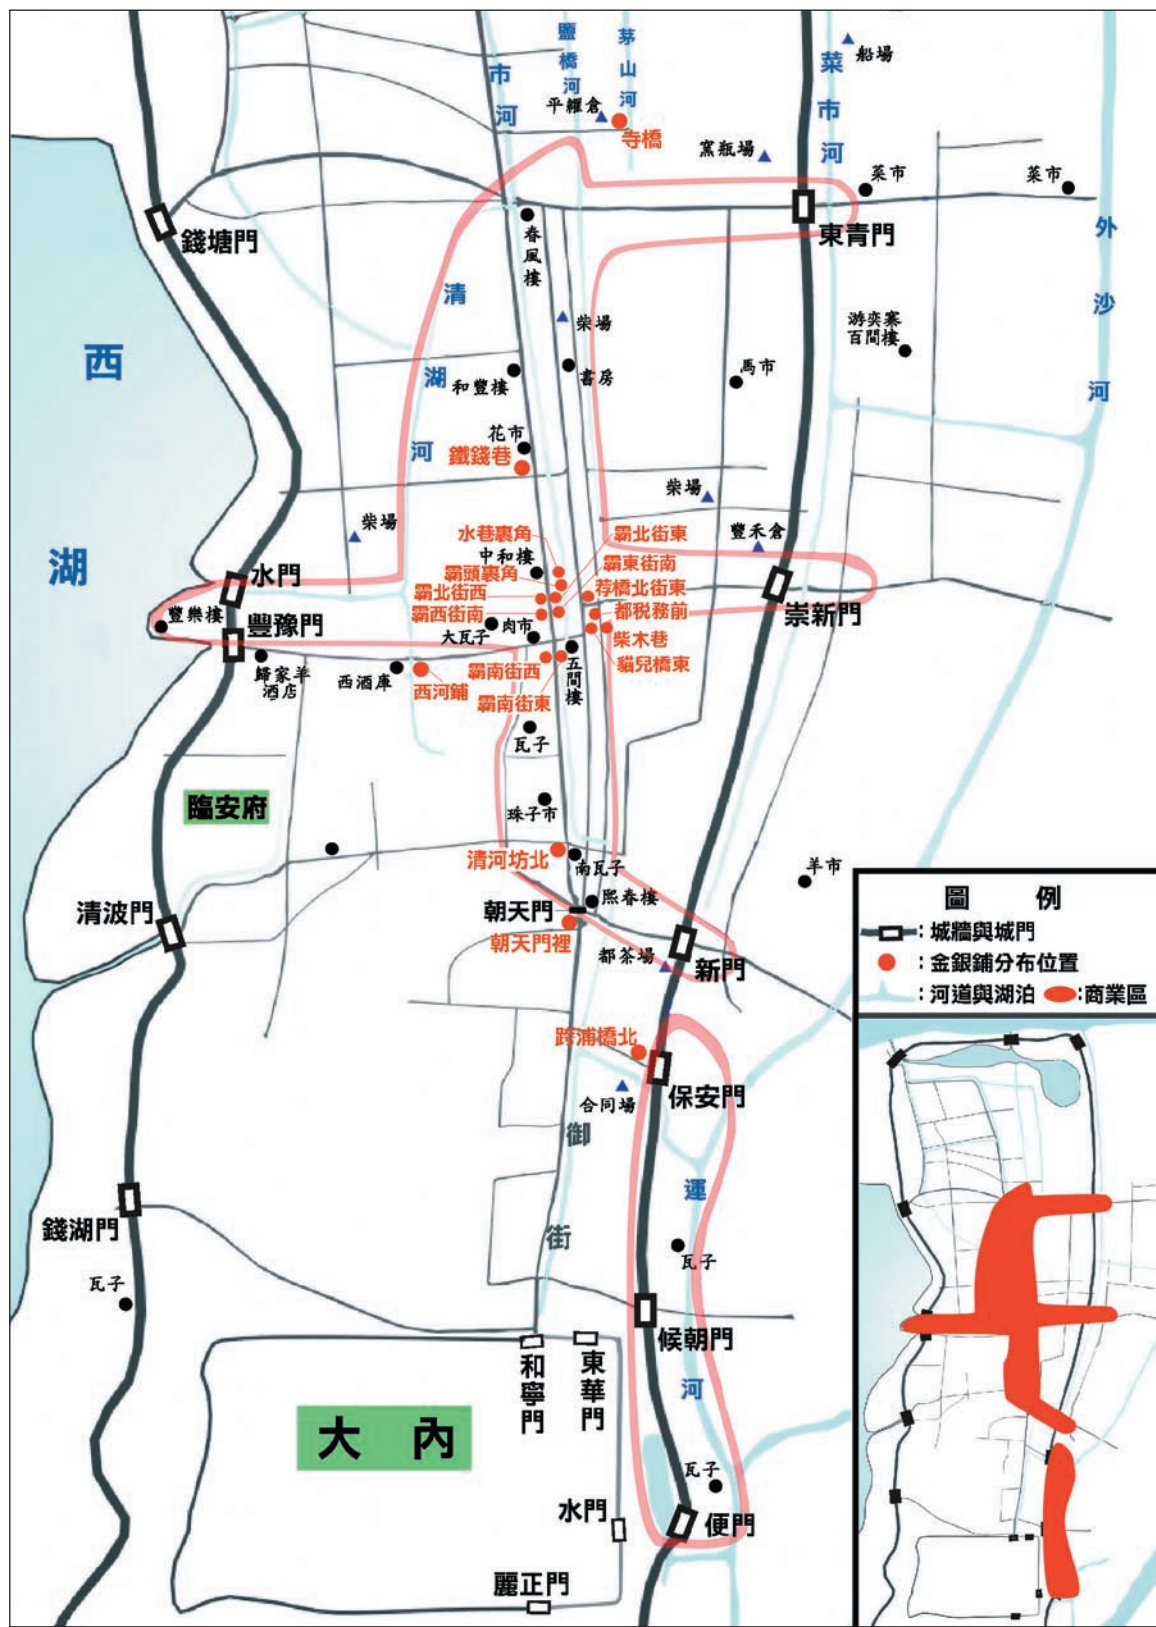 船場
市河
鹽橋河
茅山河
菜市河
平糴倉
寺橋
窯瓶場
菜市
菜市
錢塘門
春風樓
東青門
外沙河
清湖河
柴場
游奕寨
百間樓
西湖
和豐樓
書房
馬市
花市
鐵錢巷
柴場
柴場
水巷裏角
霸北街東
豐禾倉
中和樓
霸頭裏角
霸東街南
水門
霸北街西
荐橋北街東
崇新門
豐樂樓
霸西街南
都税務前
豐豫門
大瓦子
肉市
柴木巷
歸家羊
酒店
西酒庫
西河鋪
霸南街西
五間樓
貓兒橋東
霸南街東
瓦子
臨安府
珠子市
清河坊北
南瓦子
羊市
清波門
朝天門
熙春樓
朝天門裡
都茶場
新門
跨浦橋北
保安門
合同場
御街
運河
錢湖門
瓦子
瓦子
候朝門
和寧門
東華門
大內
瓦子
水門
便門
麗正門
圖例
：城牆與城門
：金銀鋪分布位置
：河道與湖泊
：商業區